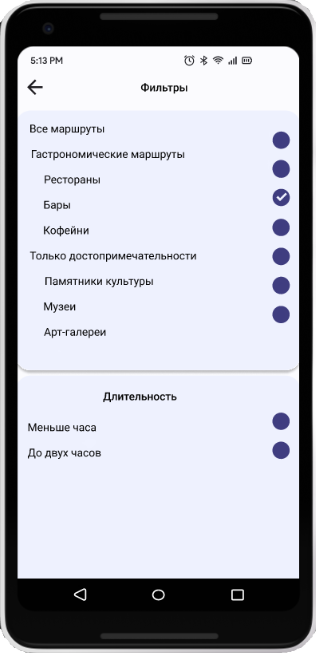 5:13 PM
Фильтры
Все маршруты
Гастрономические маршруты
Рестораны
Бары
Кофейни
Только достопримечательности
Памятники культуры
Музеи
Арт-галереи
Длительность
Меньше часа
До двух часов